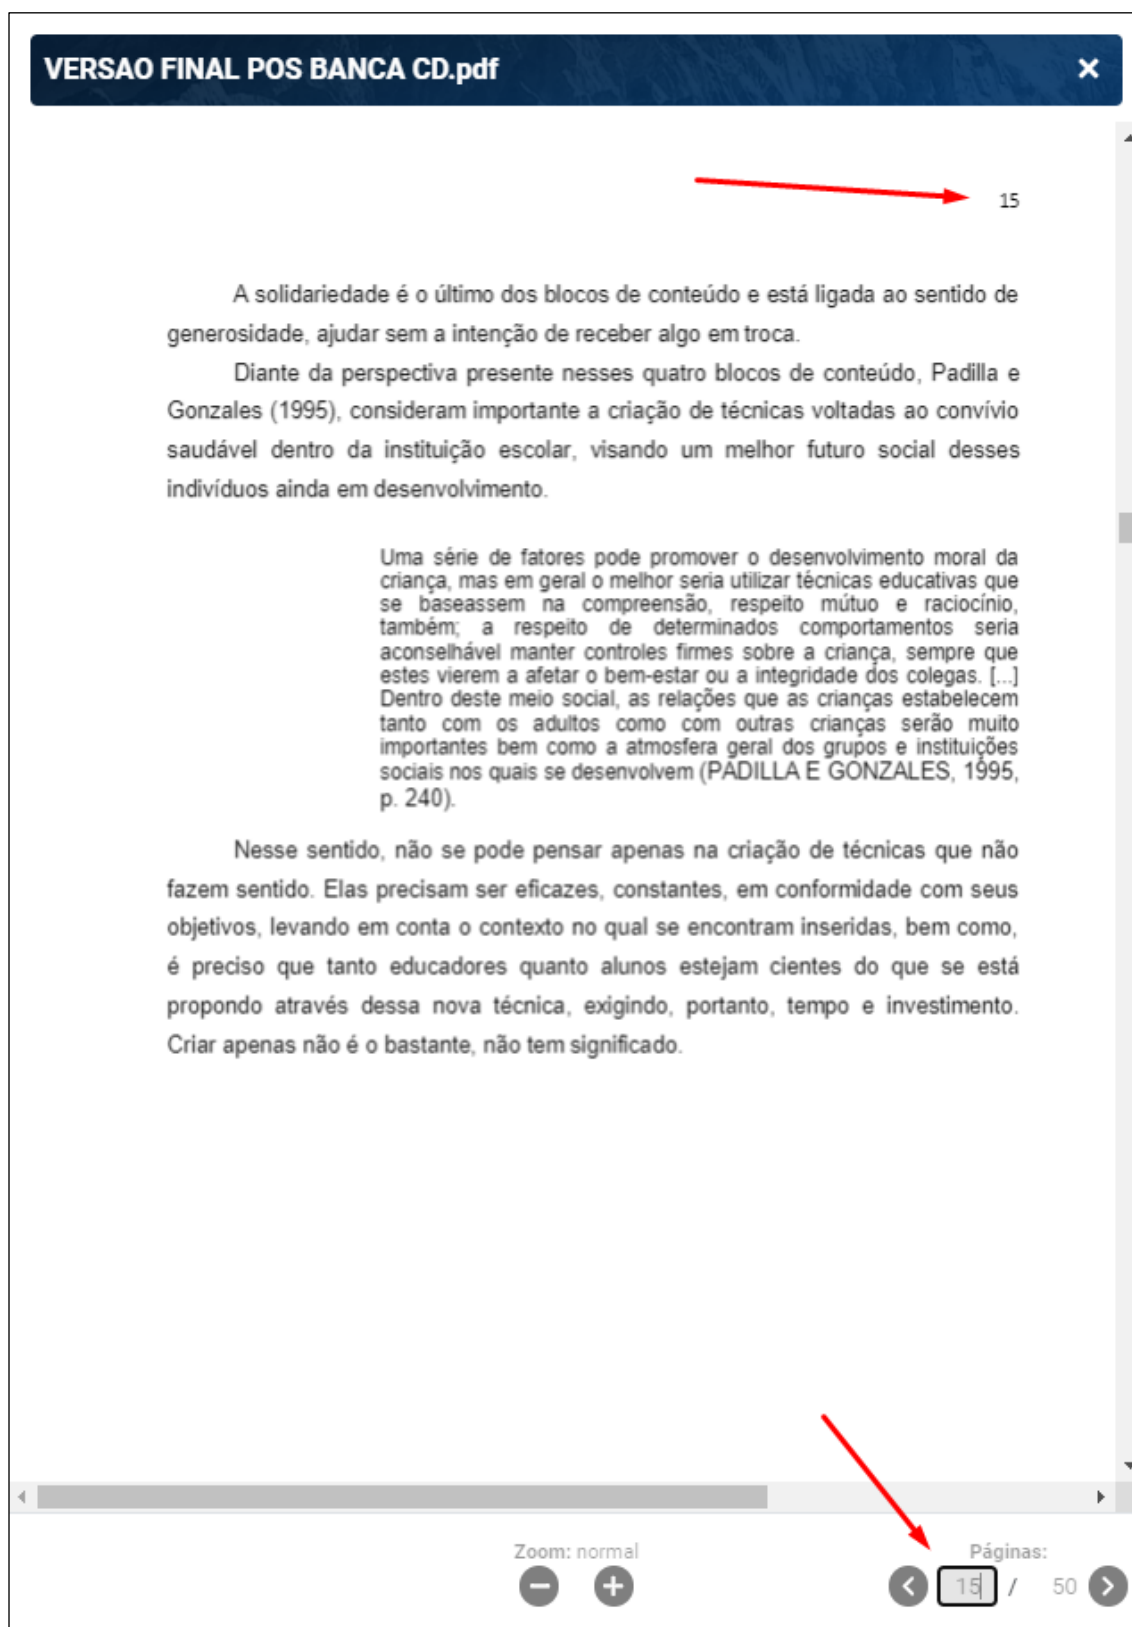 VERSAO FINAL POS BANCA CD.pdf
15
A solidariedade é o último dos blocos de conteúdo e está ligada ao sentido de
generosidade, ajudar sem a intenção de receber algo em troca.
Diante da perspectiva presente nesses quatro blocos de conteúdo, Padilla e
Gonzales (1995), consideram importante a criação de técnicas voltadas ao convívio
saudável dentro da instituição escolar, visando um melhor futuro social desses
indivíduos ainda em desenvolvimento.
Uma série de fatores pode promover o desenvolvimento moral da
criança, mas em geral o melhor seria utilizar técnicas educativas que
se baseassem na compreensão, respeito mútuo e raciocínio,
também; a respeito de determinados comportamentos seria
aconselhável manter controles firmes sobre a criança, sempre que
estes vierem a afetar o bem-estar ou a integridade dos colegas. [...]
Dentro deste meio social, as relações que as crianças estabelecem
tanto com os adultos como com outras crianças serão muito
importantes bem como a atmosfera geral dos grupos e instituições
sociais nos quais se desenvolvem (PADILLA E GONZALES, 1995,
p. 240).
Nesse sentido, não se pode pensar apenas na criação de técnicas que não
fazem sentido. Elas precisam ser eficazes, constantes, em conformidade com seus
objetivos, levando em conta o contexto no qual se encontram inseridas, bem como,
é preciso que tanto educadores quanto alunos estejam cientes do que se está
propondo através dessa nova técnica, exigindo, portanto, tempo e investimento.
Criar apenas não é o bastante, não tem significado.
Zoom: normal
Páginas:
15 / 50